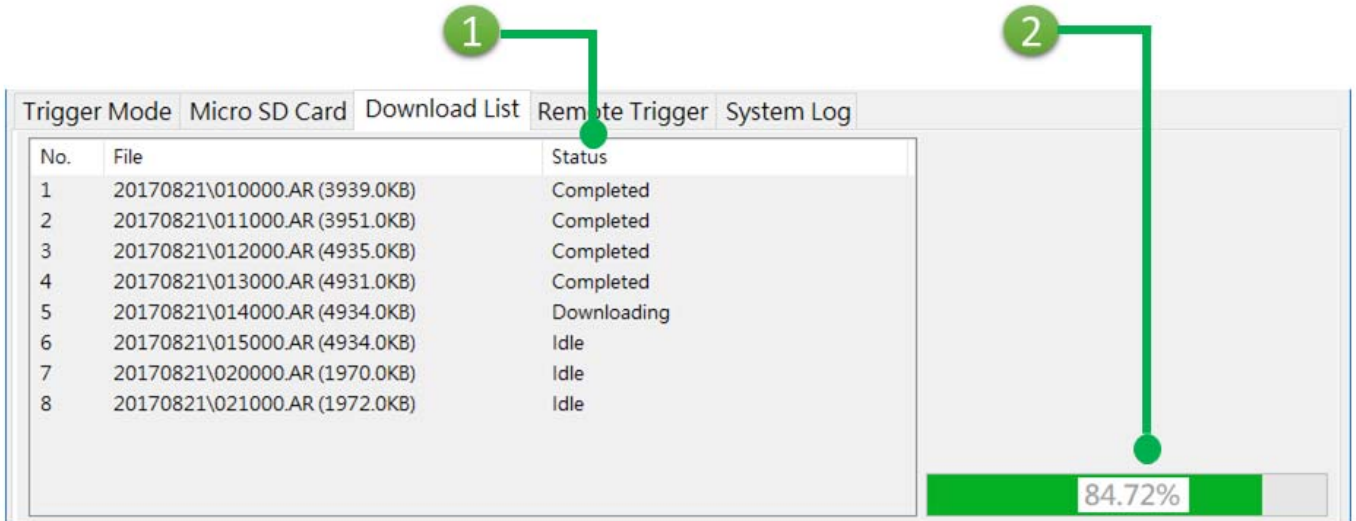 1 2
Trigger Mode Micro SD Card Download List Remote Trigger System Log
No. File Status
1 20170821\010000.AR (3939.0KB) Completed
2 20170821\011000.AR (3951.0KB) Completed
3 20170821\012000.AR (4935.0KB) Completed
4 20170821\013000.AR (4931.0KB) Completed
5 20170821\014000.AR (4934.0KB) Downloading
6 20170821\015000.AR (4934.0KB) Idle
7 20170821\020000.AR (1970.0KB) Idle
8 20170821\021000.AR (1972.0KB) Idle
84.72%